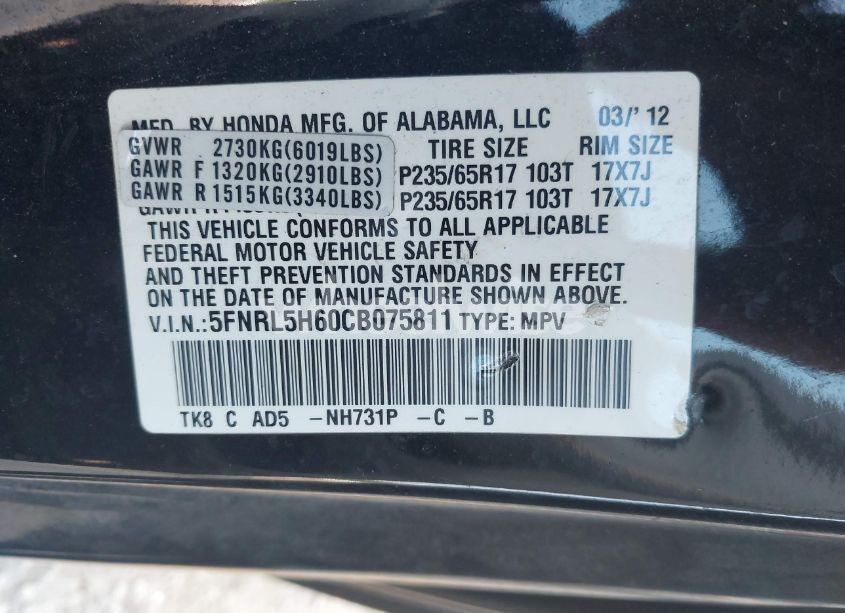 MFD. BY HONDA MFG. OF ALABAMA, LLC 03/' 12
GVWR 2730KG(6019LBS) TIRE SIZE RIM SIZE
GAWR F 1320KG(2910LBS) P235/65R17 103T 17X7J
GAWR R 1515KG(3340LBS) P235/65R17 103T 17X7J
GAWR R
THIS VEHICLE CONFORMS TO ALL APPLICABLE
FEDERAL MOTOR VEHICLE SAFETY
AND THEFT PREVENTION STANDARDS IN EFFECT
ON THE DATE OF MANUFACTURE SHOWN ABOVE.
V.I.N.:5FNRL5H60CB075811 TYPE: MPV
TK8 C AD5 -NH731P -C -B